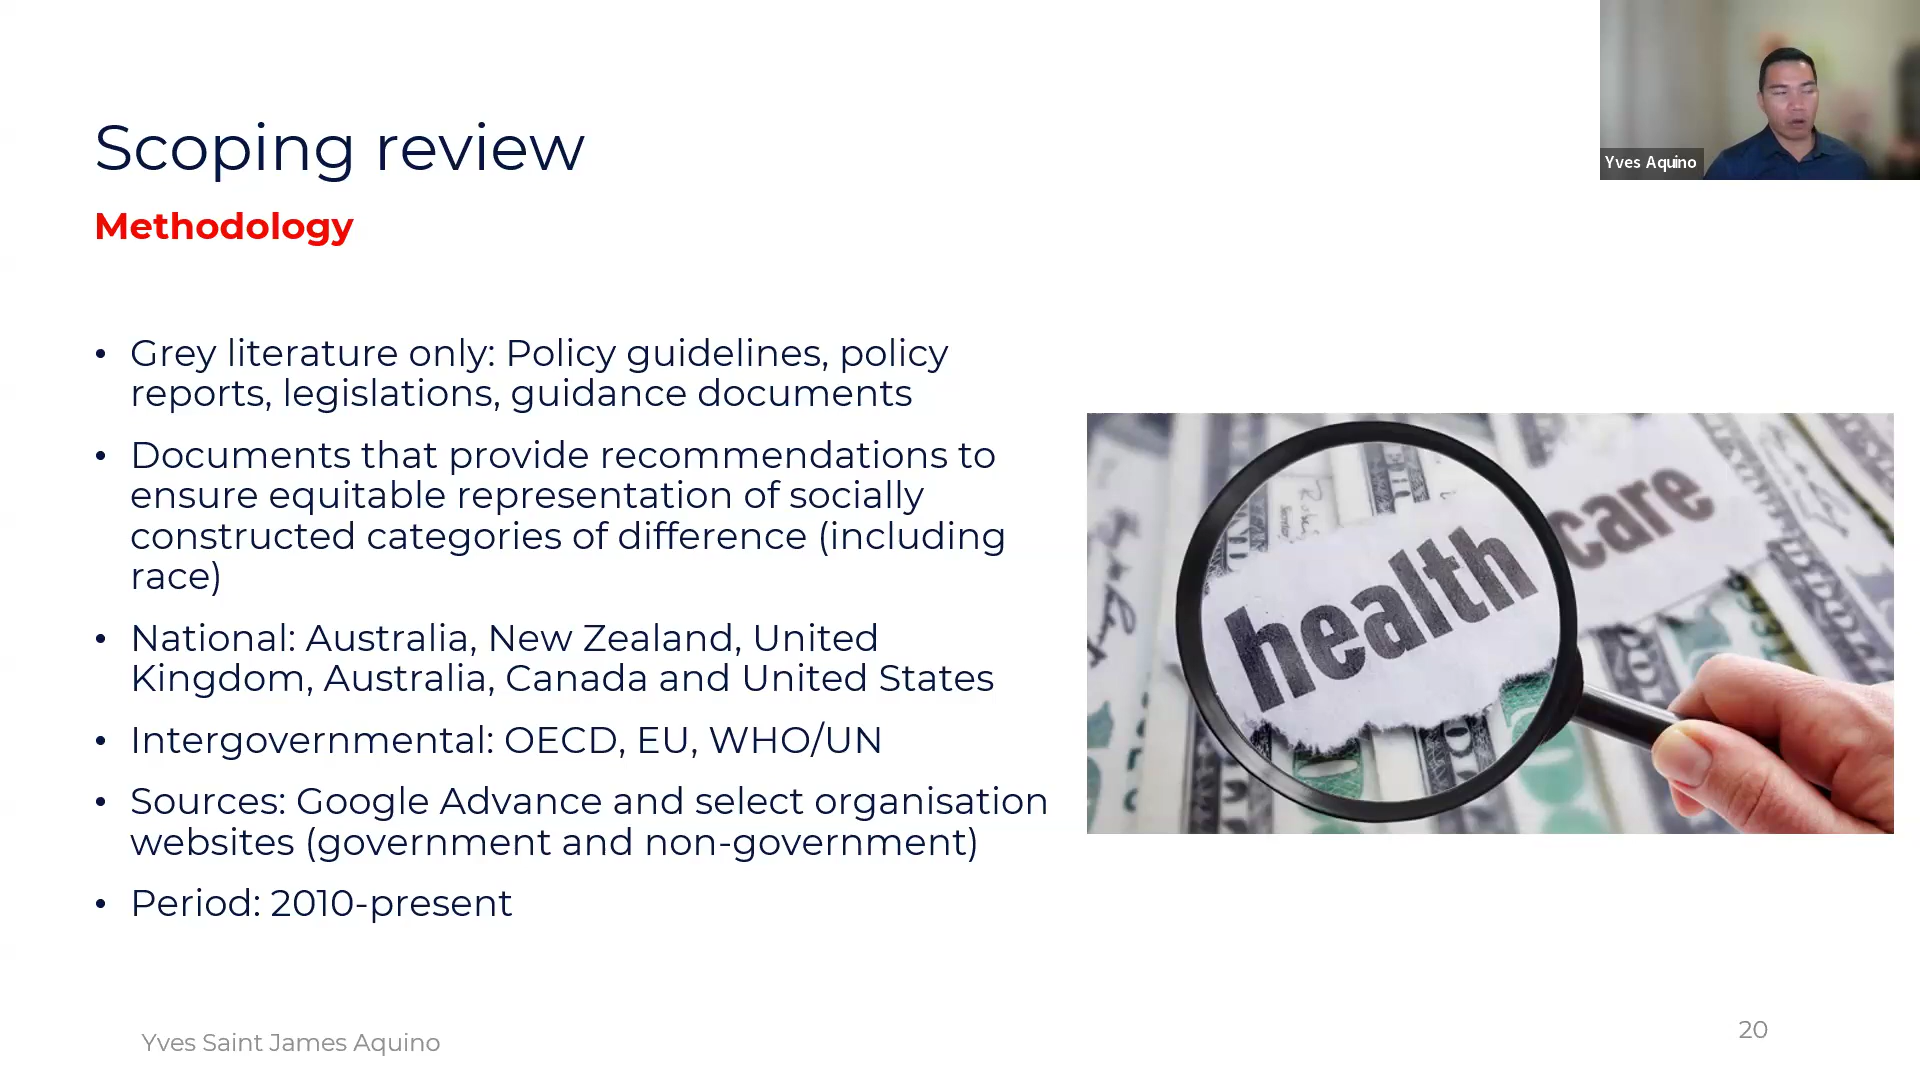 Scoping review
Methodology
• Grey literature only: Policy guidelines, policy
reports, legislations, guidance documents
• Documents that provide recommendations to
ensure equitable representation of socially
constructed categories of difference (including
race)
• National: Australia, New Zealand, United
Kingdom, Australia, Canada and United States
• Intergovernmental: OECD, EU, WHO/UN
• Sources: Google Advance and select organisation
websites (government and non-government)
• Period: 2010-present
health care
Yves Aquino
Yves Saint James Aquino
20